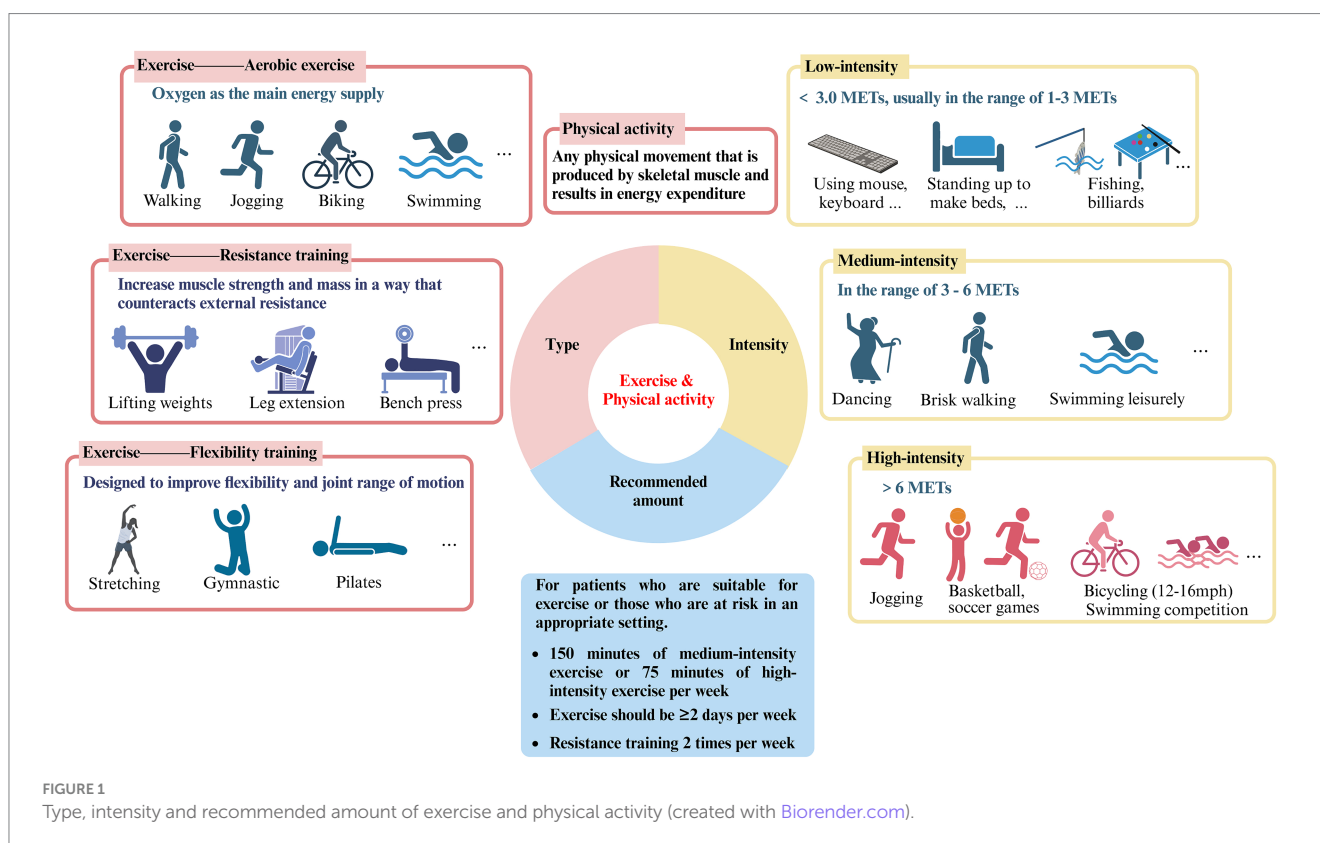 Exercise———Aerobic exercise
Oxygen as the main energy supply
...
Walking
Jogging
Biking
Swimming
Physical activity
Any physical movement that is
produced by skeletal muscle and
results in energy expenditure
Low-intensity
< 3.0 METs, usually in the range of 1-3 METs
...
Using mouse,
keyboard ...
Standing up to
make beds, ...
Fishing,
billiards
Exercise———Resistance training
Increase muscle strength and mass in a way that
counteracts external resistance
...
Lifting weights
Leg extension
Bench press
Type
Intensity
Exercise &
Physical activity
Recommended
amount
Medium-intensity
In the range of 3 - 6 METs
...
Dancing
Brisk walking
Swimming leisurely
Exercise———Flexibility training
Designed to improve flexibility and joint range of motion
...
Stretching
Gymnastic
Pilates
High-intensity
> 6 METs
...
Jogging
Basketball,
soccer games
Bicycling (12-16mph)
Swimming competition
For patients who are suitable for
exercise or those who are at risk in an
appropriate setting.
• 150 minutes of medium-intensity
exercise or 75 minutes of high-
intensity exercise per week
• Exercise should be ≥2 days per week
• Resistance training 2 times per week
FIGURE 1
Type, intensity and recommended amount of exercise and physical activity (created with Biorender.com).